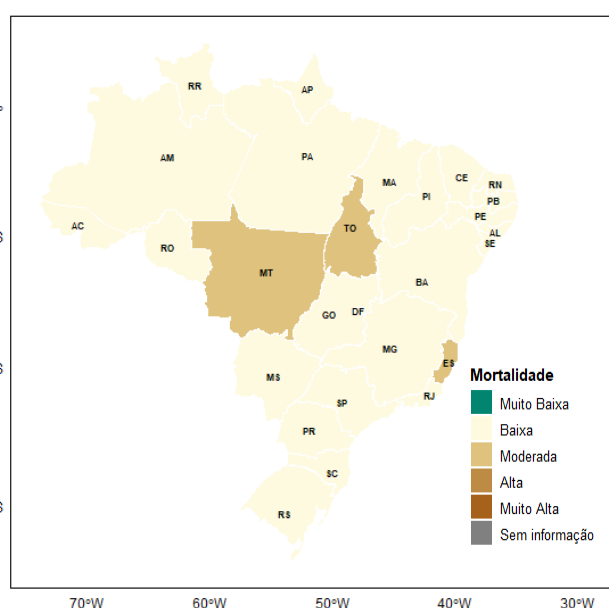 RR
AP
AM
PA
MA
CE
RN
PI
PB
PE
AL
SE
AC
RO
TO
MT
BA
GO
DF
MG
ES
MS
SP
RJ
PR
SC
RS
Mortalidade
Muito Baixa
Baixa
Moderada
Alta
Muito Alta
Sem informação
70°W 60°W 50°W 40°W 30°W